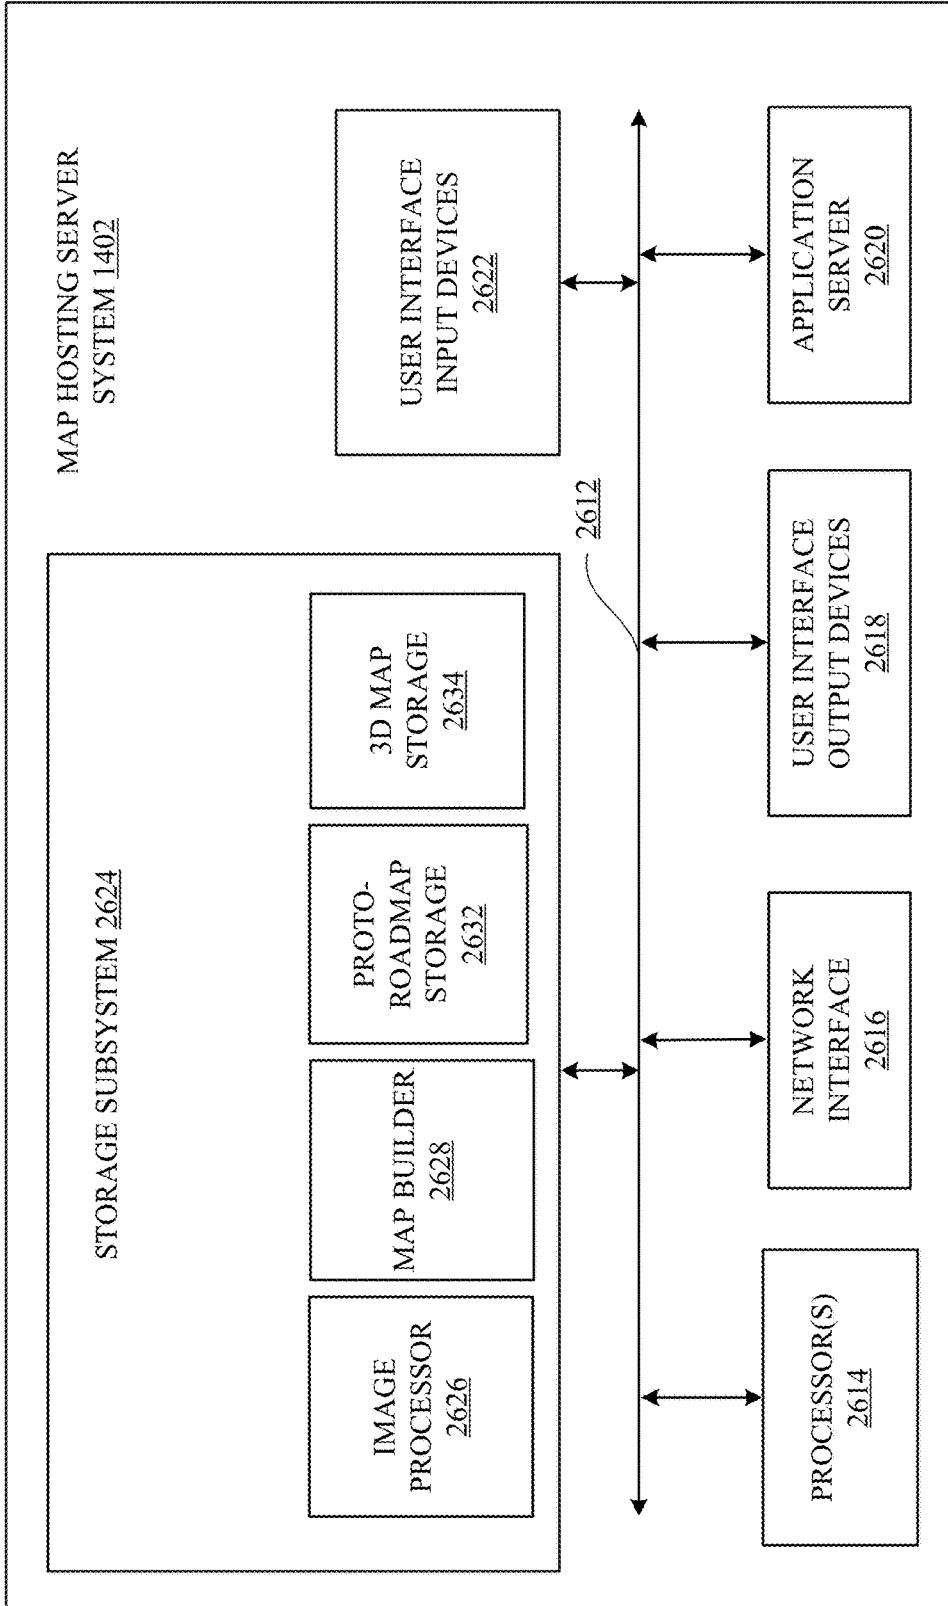 MAP HOSTING SERVER
SYSTEM 1402
STORAGE SUBSYSTEM 2624
IMAGE
PROCESSOR
2626
MAP BUILDER
2628
PROTO-
ROADMAP
STORAGE
2632
3D MAP
STORAGE
2634
USER INTERFACE
INPUT DEVICES
2622
2612
PROCESSOR(S)
2614
NETWORK
INTERFACE
2616
USER INTERFACE
OUTPUT DEVICES
2618
APPLICATION
SERVER
2620